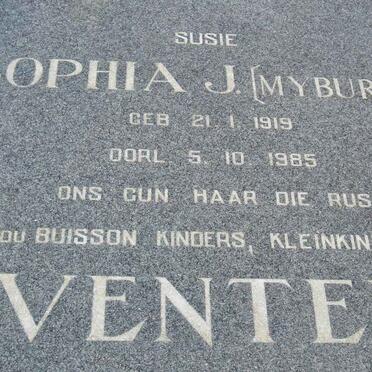 SUSIE
OPHIA J. [MYBUR
GEB 21. 1. 1919
OORL. 5. 10. 1985
ONS GUN HAAR DIE RUS
DU BUISSON KINDERS, KLEINKIN
VENTE